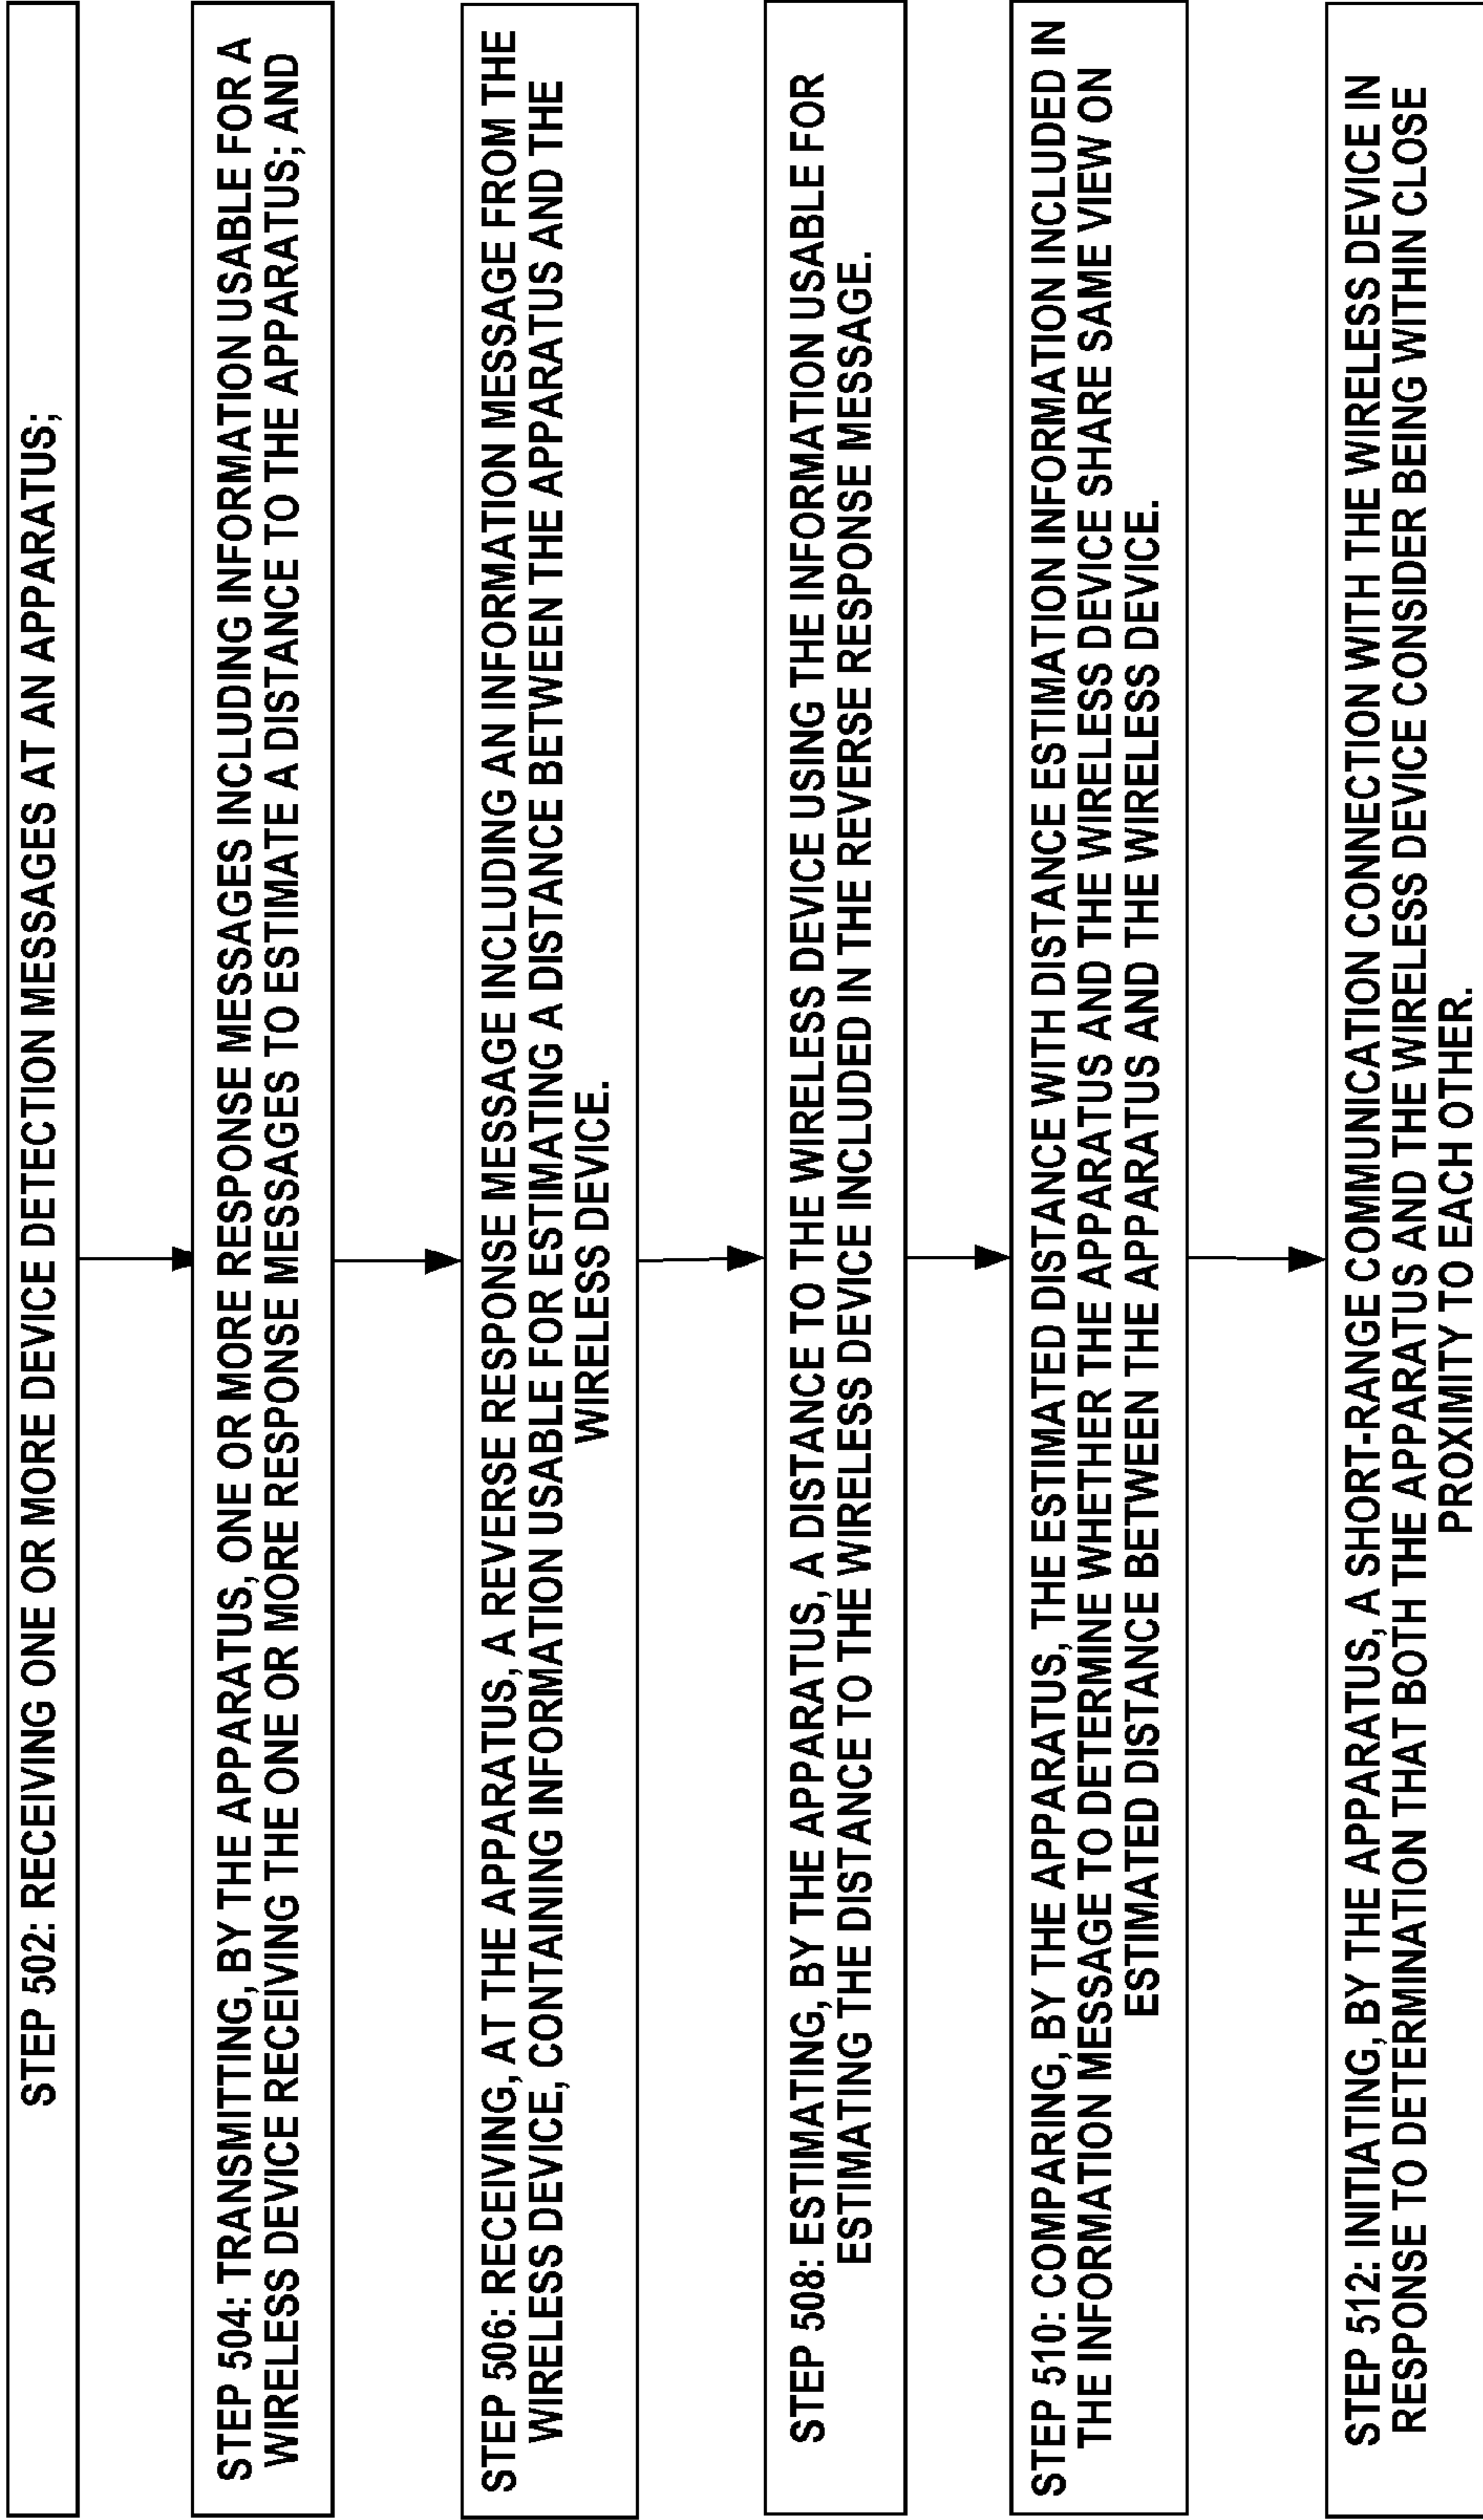 STEP 502: RECEIVING ONE OR MORE DEVICE DETECTION MESSAGES AT AN APPARATUS;
STEP 504: TRANSMITTING, BY THE APPARATUS, ONE OR MORE RESPONSE MESSAGES INCLUDING INFORMATION USABLE FOR A
WIRELESS DEVICE RECEIVING THE ONE OR MORE RESPONSE MESSAGES TO ESTIMATE A DISTANCE TO THE APPARATUS; AND
STEP 506: RECEIVING, AT THE APPARATUS, A REVERSE RESPONSE MESSAGE INCLUDING AN INFORMATION MESSAGE FROM THE
WIRELESS DEVICE, CONTAINING INFORMATION USABLE FOR ESTIMATING A DISTANCE BETWEEN THE APPARATUS AND THE
WIRELESS DEVICE.
STEP 508: ESTIMATING, BY THE APPARATUS, A DISTANCE TO THE WIRELESS DEVICE USING THE INFORMATION USABLE FOR
ESTIMATING THE DISTANCE TO THE WIRELESS DEVICE INCLUDED IN THE REVERSE RESPONSE MESSAGE.
STEP 510: COMPARING, BY THE APPARATUS, THE ESTIMATED DISTANCE WITH DISTANCE ESTIMATION INFORMATION INCLUDED IN
THE INFORMATION MESSAGE TO DETERMINE WHETHER THE APPARATUS AND THE WIRELESS DEVICE SHARE SAME VIEW ON
ESTIMATED DISTANCE BETWEEN THE APPARATUS AND THE WIRELESS DEVICE.
STEP 512: INITIATING, BY THE APPARATUS, A SHORT-RANGE COMMUNICATION CONNECTION WITH THE WIRELESS DEVICE IN
RESPONSE TO DETERMINATION THAT BOTH THE APPARATUS AND THE WIRELESS DEVICE CONSIDER BEING WITHIN CLOSE
PROXIMITY TO EACH OTHER.